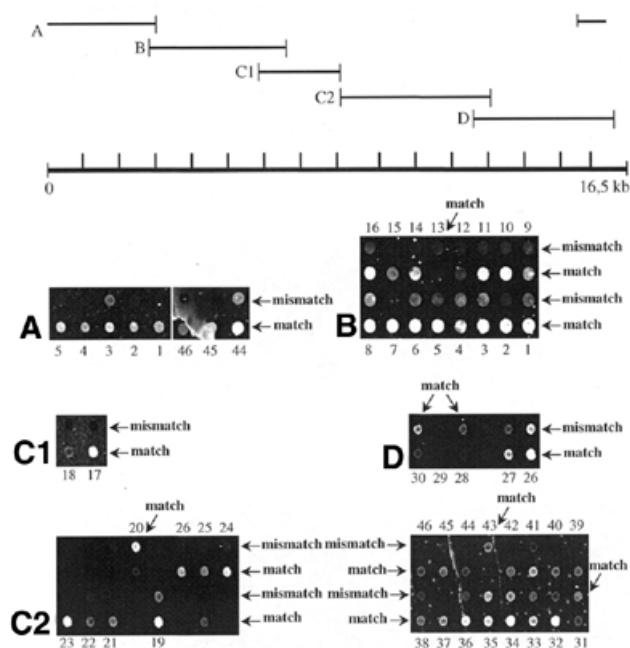 A
B
C1
C2
D
0 16,5 kb
match
16 15 14 13 12 11 10 9
mismatch
match
mismatch
match
A
5 4 3 2 1 46 45 44
mismatch
match
B
8 7 6 5 4 3 2 1
C1
mismatch
match
18 17
match
D
mismatch
match
30 29 28 27 26
match
20 26 25 24
mismatch
match
mismatch
match
C2
23 22 21 19
match
46 45 44 43 42 41 40 39
mismatch
match
mismatch
match
match
38 37 36 35 34 33 32 31